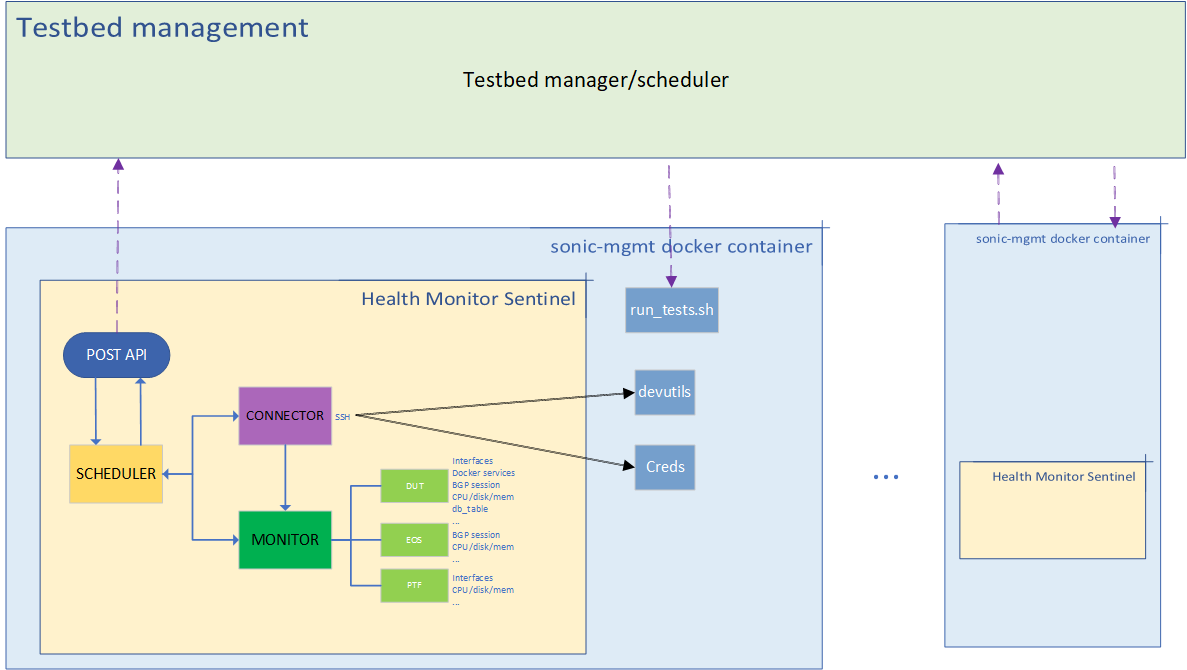 Testbed management
Testbed manager/scheduler
sonic-mgmt docker container
Health Monitor Sentinel
POST API
SCHEDULER
CONNECTOR
SSH
MONITOR
DUT
Interfaces
Docker services
BGP session
CPU/disk/mem
db_table
...
EOS
BGP session
CPU/disk/mem
...
PTF
Interfaces
CPU/disk/mem
...
run_tests.sh
devutils
Creds
...
sonic-mgmt docker container
Health Monitor Sentinel